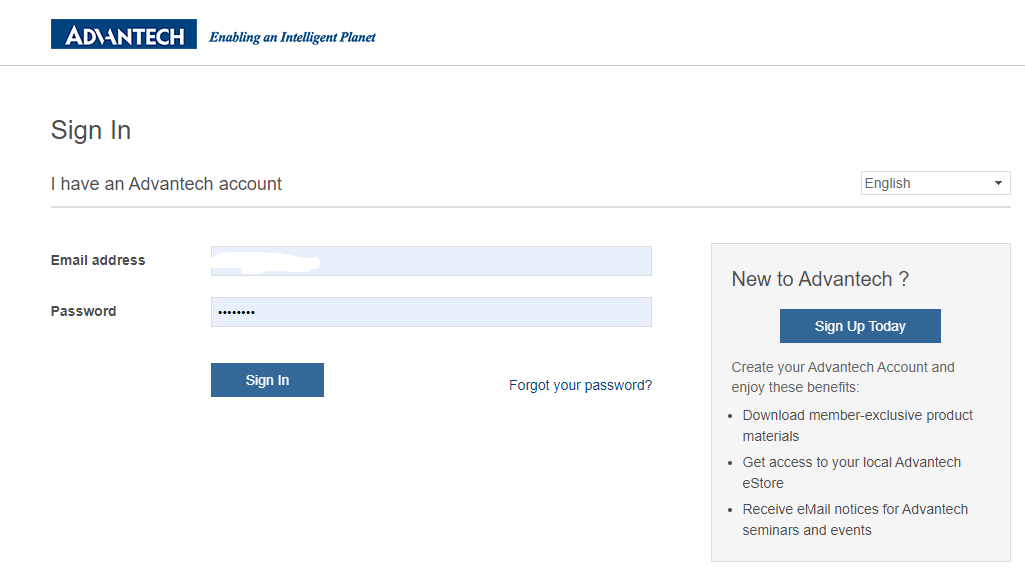 ADVANTECH Enabling an Intelligent Planet
Sign In
I have an Advantech account
English
Email address
Password
••••••••
Sign In
Forgot your password?
New to Advantech ?
Sign Up Today
Create your Advantech Account and
enjoy these benefits:
• Download member-exclusive product
materials
• Get access to your local Advantech
eStore
• Receive eMail notices for Advantech
seminars and events